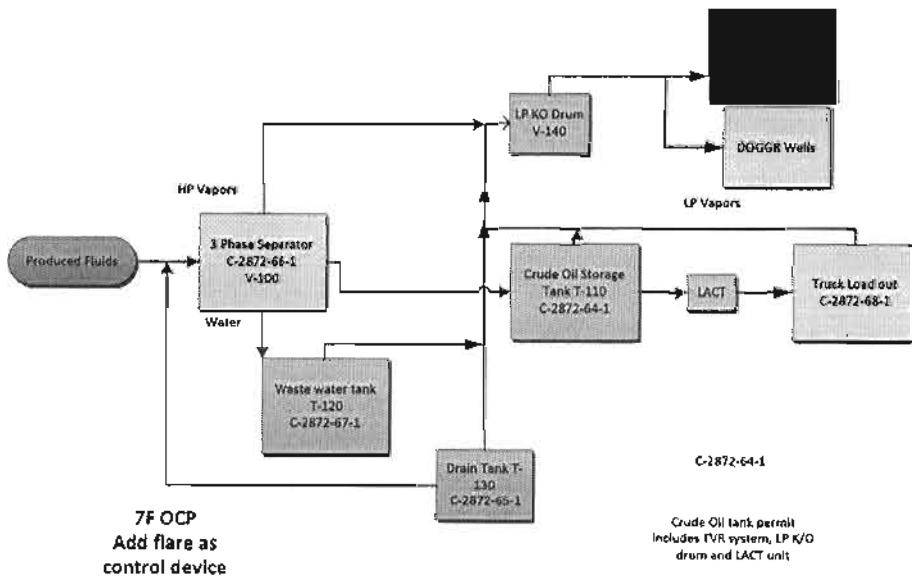 LP KO Drum
V-140
DOGGR Wells
HP Vapors
LP Vapors
Produced Fluids
3 Phase Separator
C-2872-66-1
V-100
Crude Oil Storage
Tank T-110
C-2872-64-1
LACT
Truck Load out
C-2872-68-1
Water
Waste water tank
T-120
C-2872-67-1
Drain Tank T-
130
C-2872-65-1
C-2872-64-1
7F OCP
Add flare as
control device
Crude Oil tank permit
includes TVR system, LP K/O
drum and LACT unit